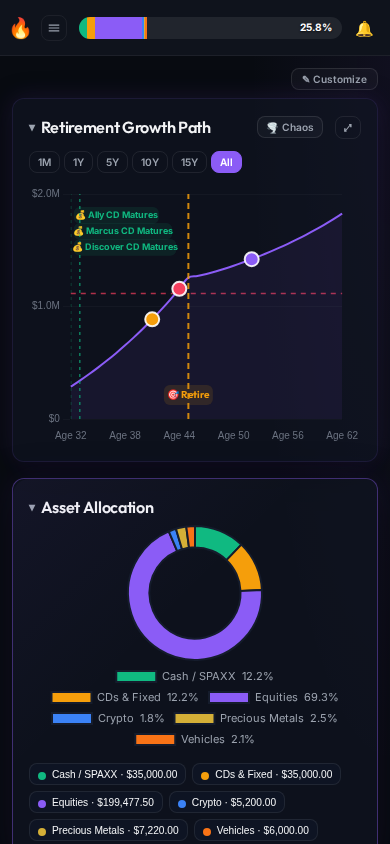 25.8%
✎ Customize
▾ Retirement Growth Path
🌪️ Chaos
1M 1Y 5Y 10Y 15Y All
$2.0M
💰 Ally CD Matures
💰 Marcus CD Matures
💰 Discover CD Matures
$1.0M
🎯 Retire
$0
Age 32 Age 38 Age 44 Age 50 Age 56 Age 62
▾ Asset Allocation
Cash / SPAXX 12.2%
CDs & Fixed 12.2% Equities 69.3%
Crypto 1.8% Precious Metals 2.5%
Vehicles 2.1%
Cash / SPAXX · $35,000.00 CDs & Fixed · $35,000.00
Equities · $199,477.50 Crypto · $5,200.00
Precious Metals · $7,220.00 Vehicles · $6,000.00